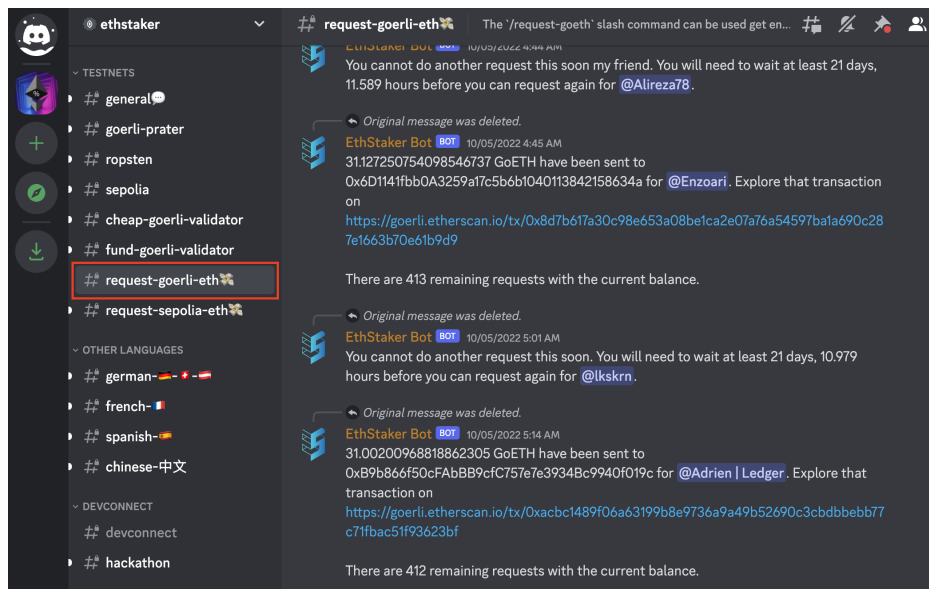 ethstaker
request-goerli-eth💸
The `/request-goeth` slash command can be used get en...
TESTNETS
general💬
goerli-prater
ropsten
sepolia
cheap-goerli-validator
fund-goerli-validator
request-goerli-eth💸
request-sepolia-eth💸
OTHER LANGUAGES
german-🇩🇪-🇨🇭-🇦🇹
french-🇫🇷
spanish-🇪🇸
chinese-中文
DEVCONNECT
devconnect
hackathon
EthStaker Bot BOT 10/05/2022 4:44 AM
You cannot do another request this soon my friend. You will need to wait at least 21 days,
11.589 hours before you can request again for @Alireza78.
Original message was deleted.
EthStaker Bot BOT 10/05/2022 4:45 AM
31.127250754098546737 GoETH have been sent to
0x6D1141fbb0A3259a17c5b6b1040113842158634a for @Enzoari. Explore that transaction
on
https://goerli.etherscan.io/tx/0x8d7b617a30c98e653a08be1ca2e07a76a54597ba1a690c28
7e1663b70e61b9d9
There are 413 remaining requests with the current balance.
Original message was deleted.
EthStaker Bot BOT 10/05/2022 5:01 AM
You cannot do another request this soon. You will need to wait at least 21 days, 10.979
hours before you can request again for @lkskrn.
Original message was deleted.
EthStaker Bot BOT 10/05/2022 5:14 AM
31.00200968818862305 GoETH have been sent to
0xB9b866f50cFAbBB9cfC757e7e3934Bc9940f019c for @Adrien | Ledger. Explore that
transaction on
https://goerli.etherscan.io/tx/0xacbc1489f06a63199b8e9736a9a49b52690c3cbdbbebb77
c71fbac51f93623bf
There are 412 remaining requests with the current balance.